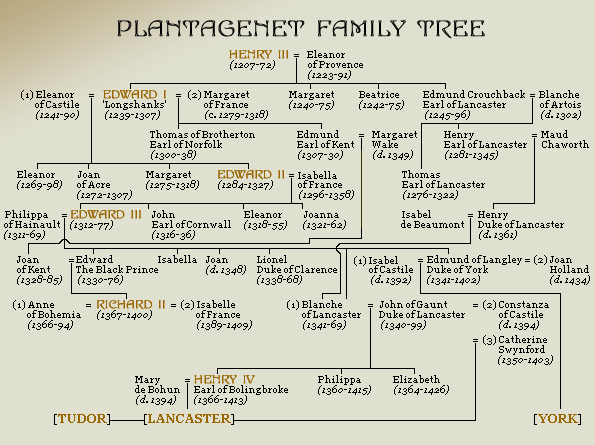 PLANTAGENET FAMILY TREE
HENRY III = Eleanor
(1207-72) of Provence
(1223-91)
(1) Eleanor = EDWARD I = (2) Margaret Margaret Beatrice Edmund Crouchback = Blanche
of Castile 'Longshanks' of France (1240-75) (1242-75) Earl of Lancaster of Artois
(1241-90) (1239-1307) (c.1279-1318) (1245-96) (d.1302)
Thomas of Brotherton Edmund = Margaret Henry = Maud
Earl of Norfolk Earl of Kent Wake Earl of Lancaster Chaworth
(1300-38) (1307-30) (d.1349) (1281-1345)
Eleanor Joan Margaret EDWARD II = Isabella Thomas
(1269-98) of Acre (1275-1318) (1284-1327) of France Earl of Lancaster
(1272-1307) (1296-1358) (1276-1322)
Philippa = EDWARD III John Eleanor Joanna Isabel = Henry
of Hainault (1312-77) Earl of Cornwall (1318-55) (1321-62) de Beaumont Duke of Lancaster
(1311-69) (1316-36) (d.1361)
Joan = Edward Isabella Joan Lionel (1) Isabel = Edmund of Langley = (2) Joan
of Kent The Black Prince (d.1348) Duke of Clarence of Castile Duke of York Holland
(1328-85) (1330-76) (1338-68) (d.1392) (1341-1402) (d.1434)
(1) Anne = RICHARD II = (2) Isabelle (1) Blanche = John of Gaunt = (2) Constanza
of Bohemia (1367-1400) of France of Lancaster Duke of Lancaster of Castile
(1366-94) (1389-1409) (1341-69) (1340-99) (d.1394)
= (3) Catherine
Swynford
(1350-1403)
Mary = HENRY IV Philippa Elizabeth
de Bohun Earl of Bolingbroke (1360-1415) (1364-1426)
(d.1394) (1366-1413)
[TUDOR] [LANCASTER] [YORK]